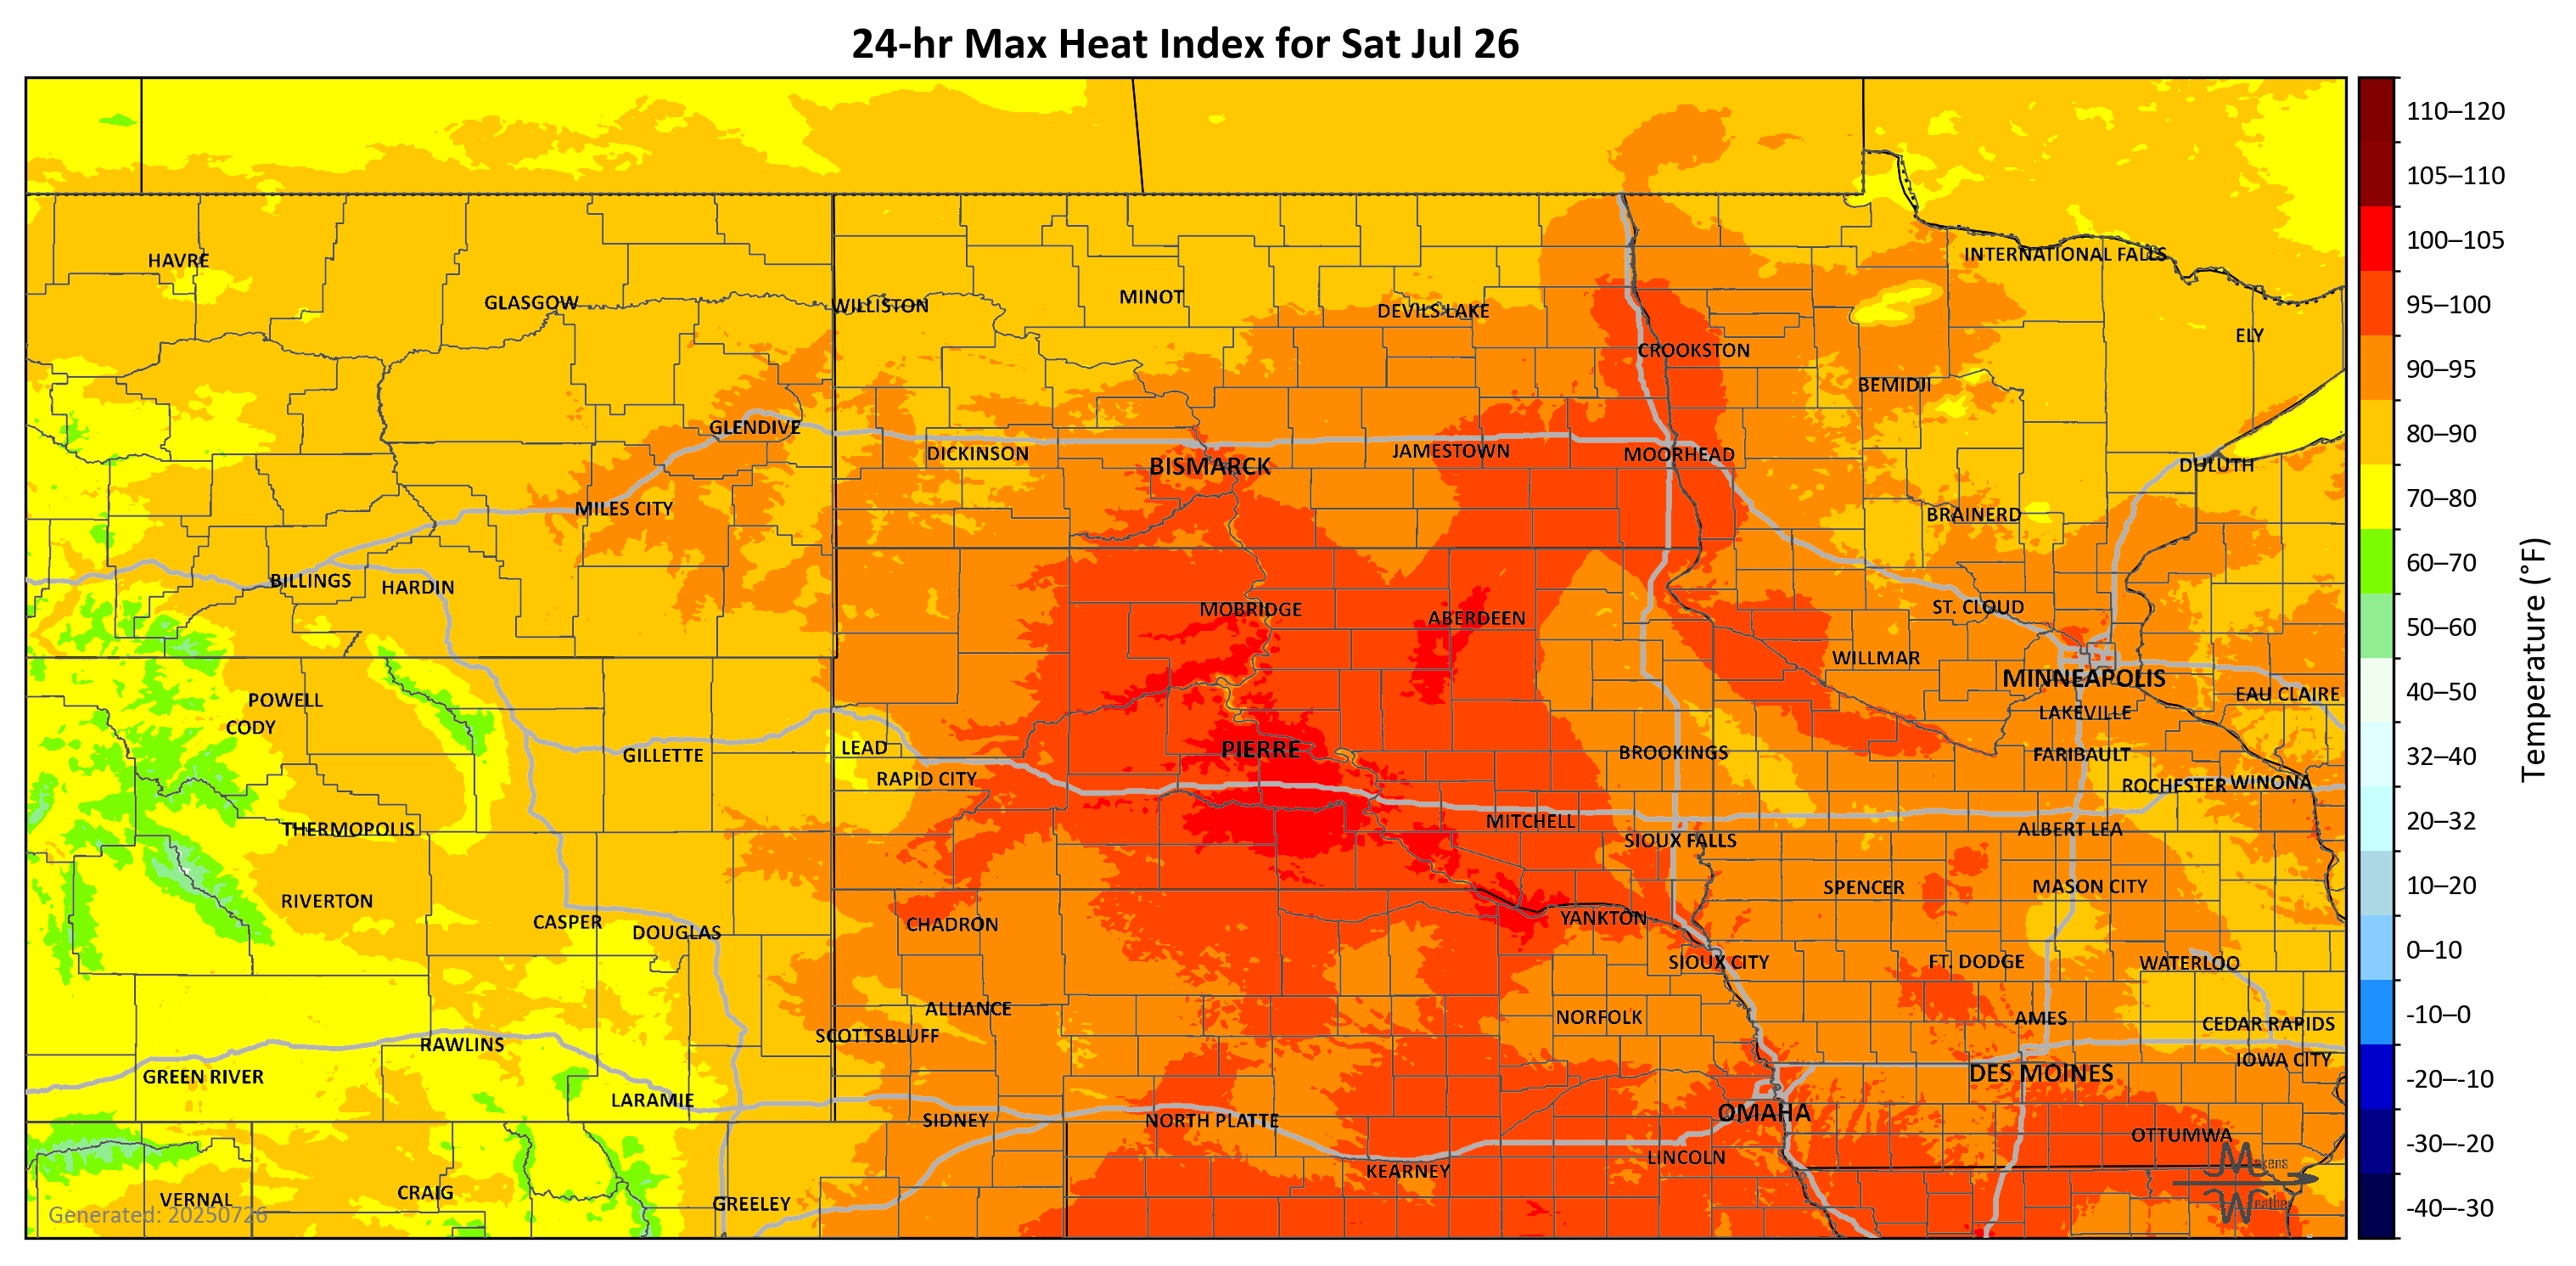 24-hr Max Heat Index for Sat Jul 26
110–120
105–110
100–105
95–100
90–95
80–90
70–80
60–70
50–60
40–50
32–40
20–32
10–20
0–10
-10–0
-20–-10
-30–-20
-40–-30
Temperature (°F)
HAVRE
INTERNATIONAL FALLS
GLASGOW
WILLISTON
MINOT
DEVILS LAKE
ELY
CROOKSTON
BEMIDJI
GLENDIVE
DICKINSON
BISMARCK
JAMESTOWN
MOORHEAD
DULUTH
MILES CITY
BRAINERD
BILLINGS
HARDIN
MOBRIDGE
ABERDEEN
ST. CLOUD
WILLMAR
MINNEAPOLIS
POWELL
EAU CLAIRE
CODY
LAKEVILLE
GILLETTE
LEAD
PIERRE
BROOKINGS
FARIBAULT
RAPID CITY
ROCHESTER
WINONA
THERMOPOLIS
MITCHELL
SIOUX FALLS
ALBERT LEA
RIVERTON
SPENCER
MASON CITY
CASPER
DOUGLAS
CHADRON
YANKTON
SIOUX CITY
FT. DODGE
WATERLOO
ALLIANCE
NORFOLK
AMES
CEDAR RAPIDS
RAWLINS
SCOTTSBLUFF
IOWA CITY
GREEN RIVER
DES MOINES
LARAMIE
SIDNEY
NORTH PLATTE
OMAHA
OTTUMWA
KEARNEY
LINCOLN
VERNAL
CRAIG
GREELEY
Generated: 20250726